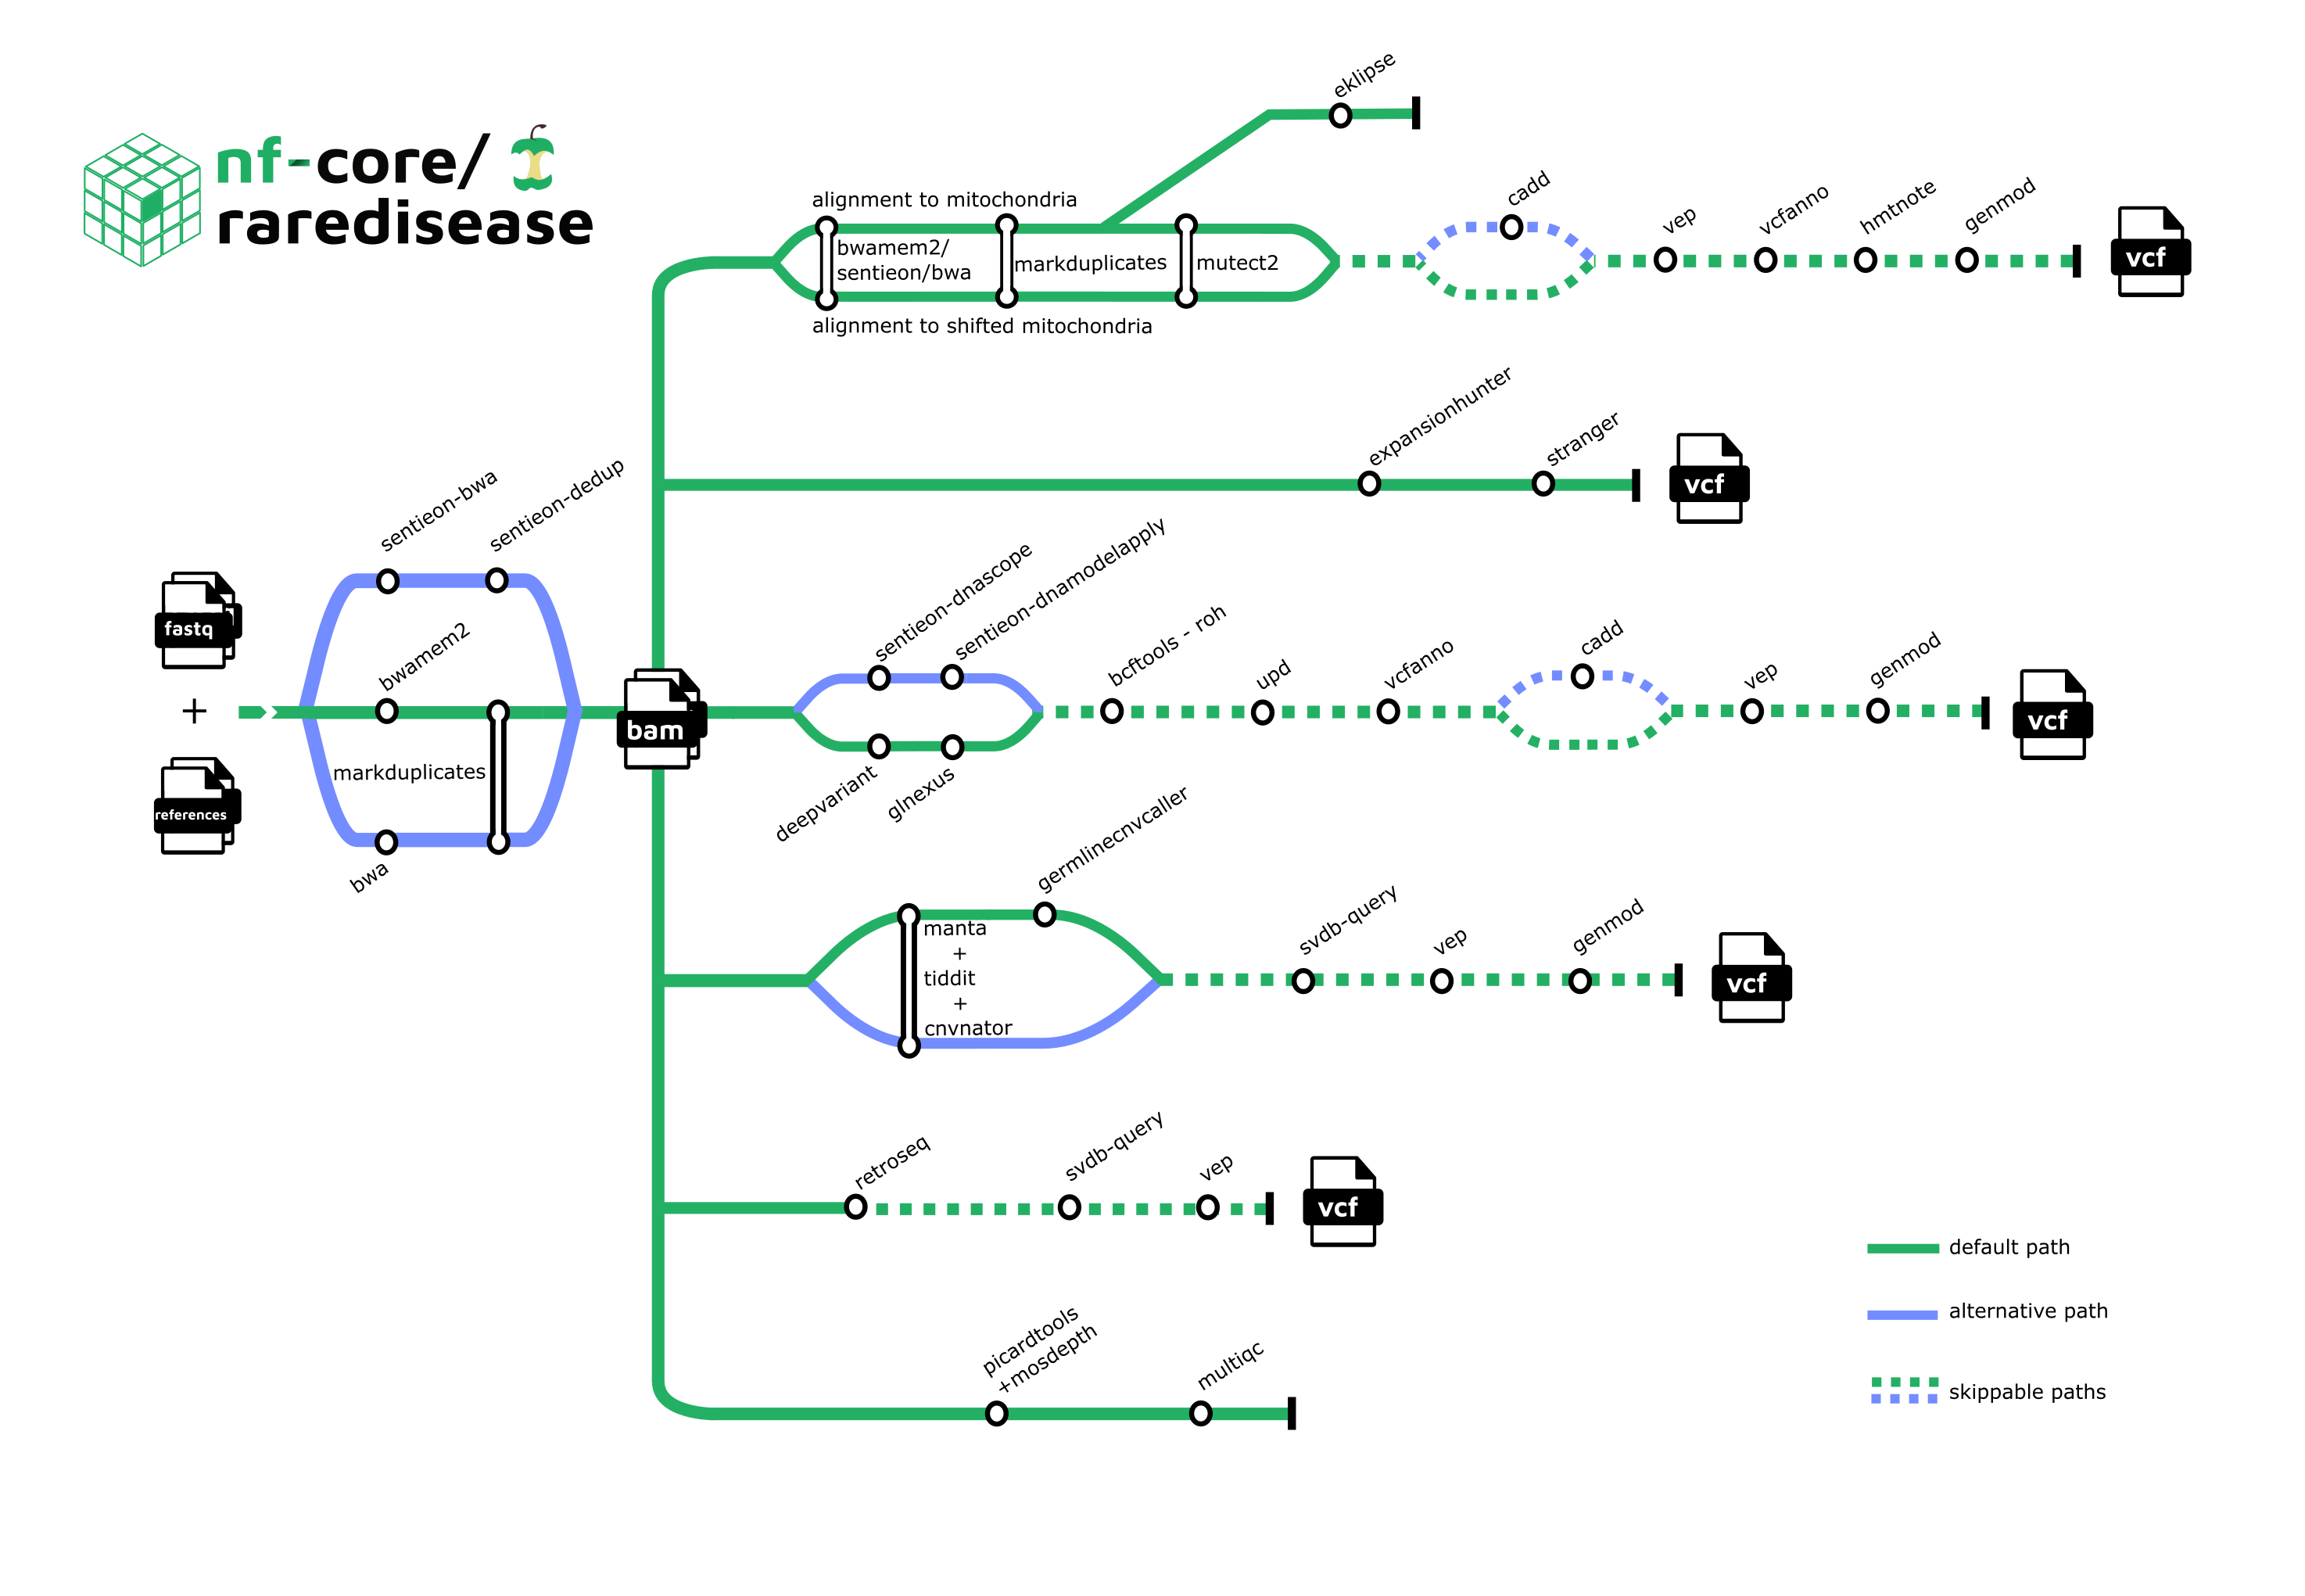 nf-core/
raredisease
eklipse
alignment to mitochondria
bwamem2/
sentieon/bwa
markduplicates
mutect2
alignment to shifted mitochondria
cadd
vep
vcfanno
hmtnote
genmod
vcf
expansionhunter
stranger
vcf
fastq
+
references
sentieon-bwa
sentieon-dedup
bwamem2
markduplicates
bwa
bam
sentieon-dnascope
sentieon-dnamodelapply
deepvariant
glnexus
bcftools - roh
upd
vcfanno
cadd
vep
genmod
vcf
manta
+
tiddit
+
cnvnator
germlinecnvcaller
svdb-query
vep
genmod
vcf
retroseq
svdb-query
vep
vcf
picardtools
+mosdepth
multiqc
default path
alternative path
skippable paths